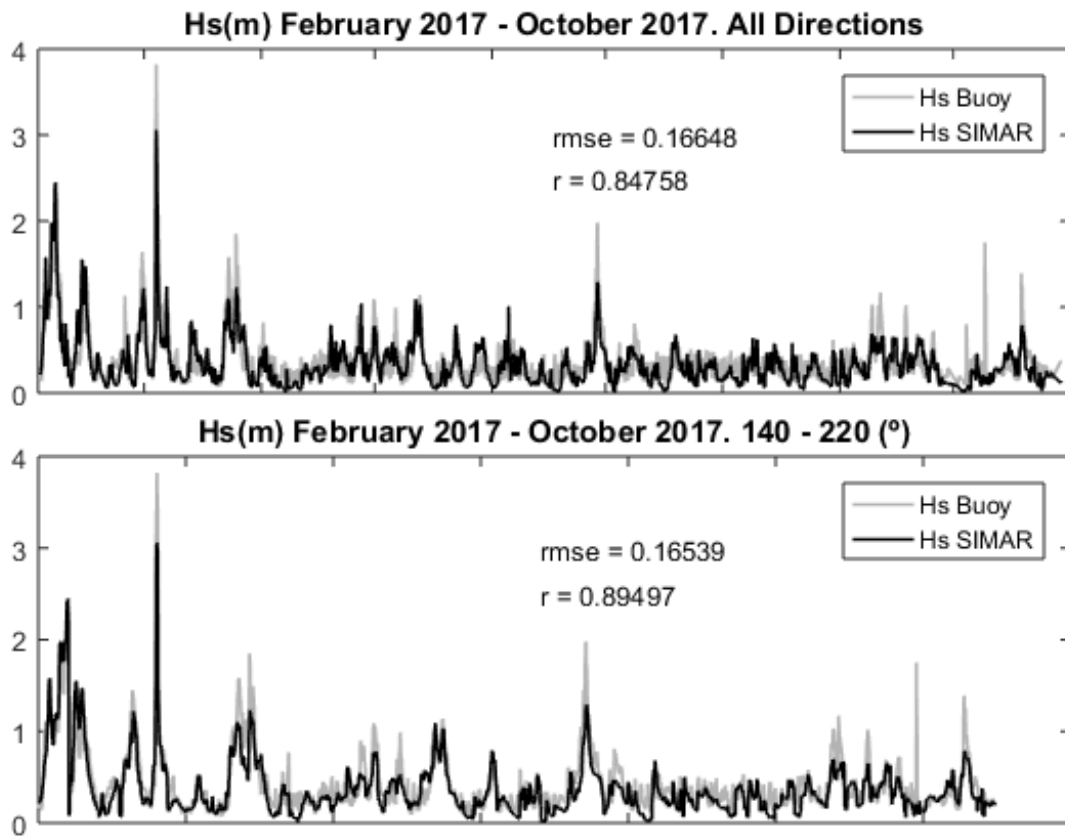 Hs(m) February 2017 - October 2017. All Directions
4
3
2
1
0
Hs Buoy
Hs SIMAR
rmse = 0.16648
r = 0.84758
Hs(m) February 2017 - October 2017. 140 - 220 (º)
4
3
2
1
0
Hs Buoy
Hs SIMAR
rmse = 0.16539
r = 0.89497